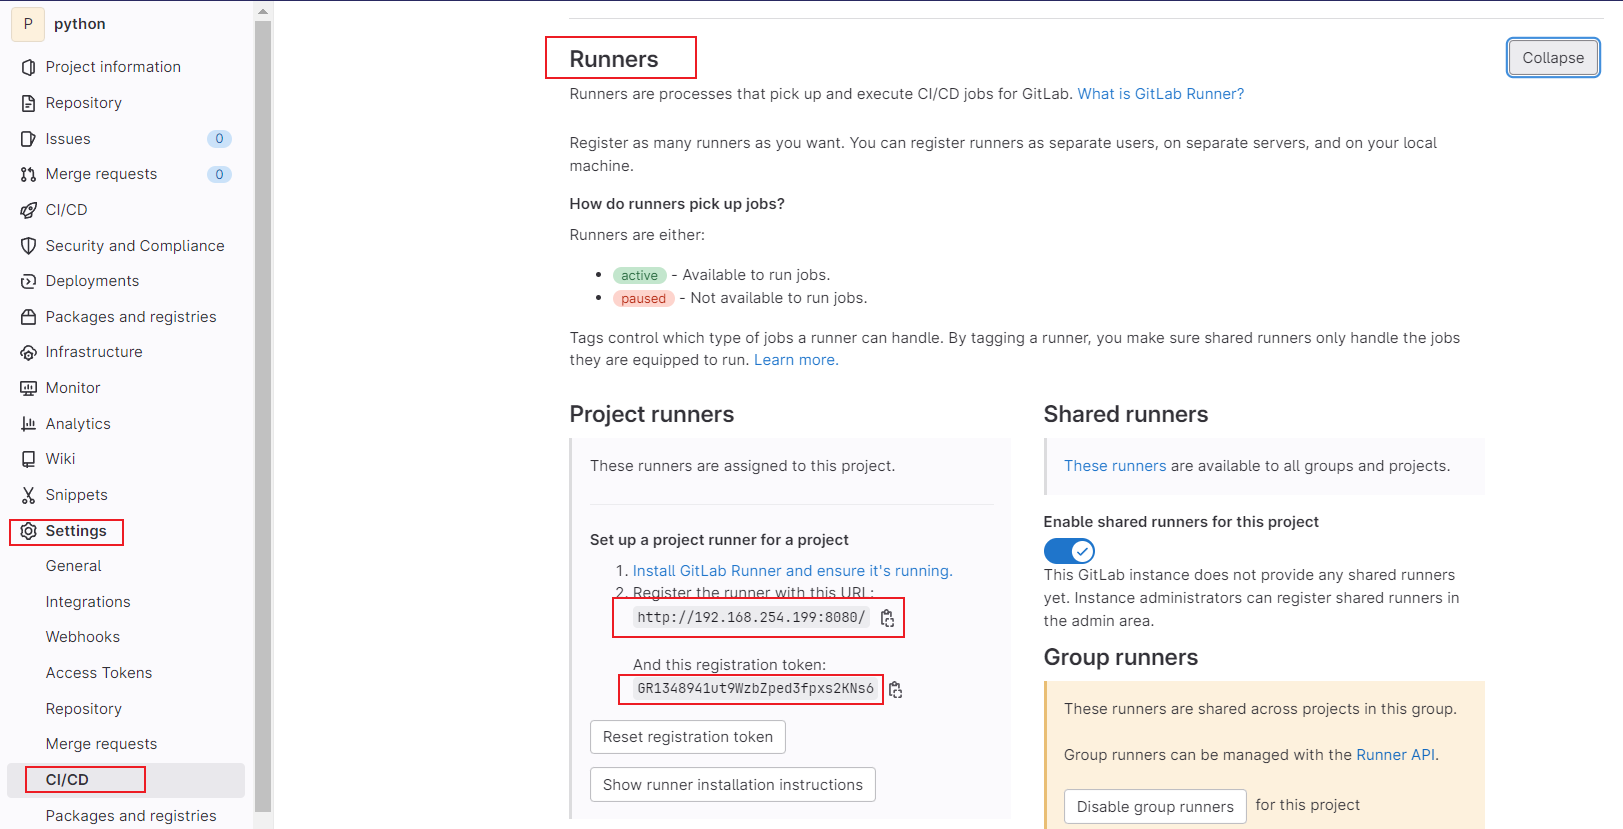 P python
Project information
Repository
Issues 0
Merge requests 0
CI/CD
Security and Compliance
Deployments
Packages and registries
Infrastructure
Monitor
Analytics
Wiki
Snippets
Settings
General
Integrations
Webhooks
Access Tokens
Repository
Merge requests
CI/CD
Packages and registries
Runners
Collapse
Runners are processes that pick up and execute CI/CD jobs for GitLab. What is GitLab Runner?
Register as many runners as you want. You can register runners as separate users, on separate servers, and on your local
machine.
How do runners pick up jobs?
Runners are either:
• active - Available to run jobs.
• paused - Not available to run jobs.
Tags control which type of jobs a runner can handle. By tagging a runner, you make sure shared runners only handle the jobs
they are equipped to run. Learn more.
Project runners
These runners are assigned to this project.
Set up a project runner for a project
1. Install GitLab Runner and ensure it's running.
2. Register the runner with this URL:
http://192.168.254.199:8080/
And this registration token:
GR1348941ut9WzbZped3fpxs2KNs6
Reset registration token
Show runner installation instructions
Shared runners
These runners are available to all groups and projects.
Enable shared runners for this project
This GitLab instance does not provide any shared runners
yet. Instance administrators can register shared runners in
the admin area.
Group runners
These runners are shared across projects in this group.
Group runners can be managed with the Runner API.
Disable group runners for this project